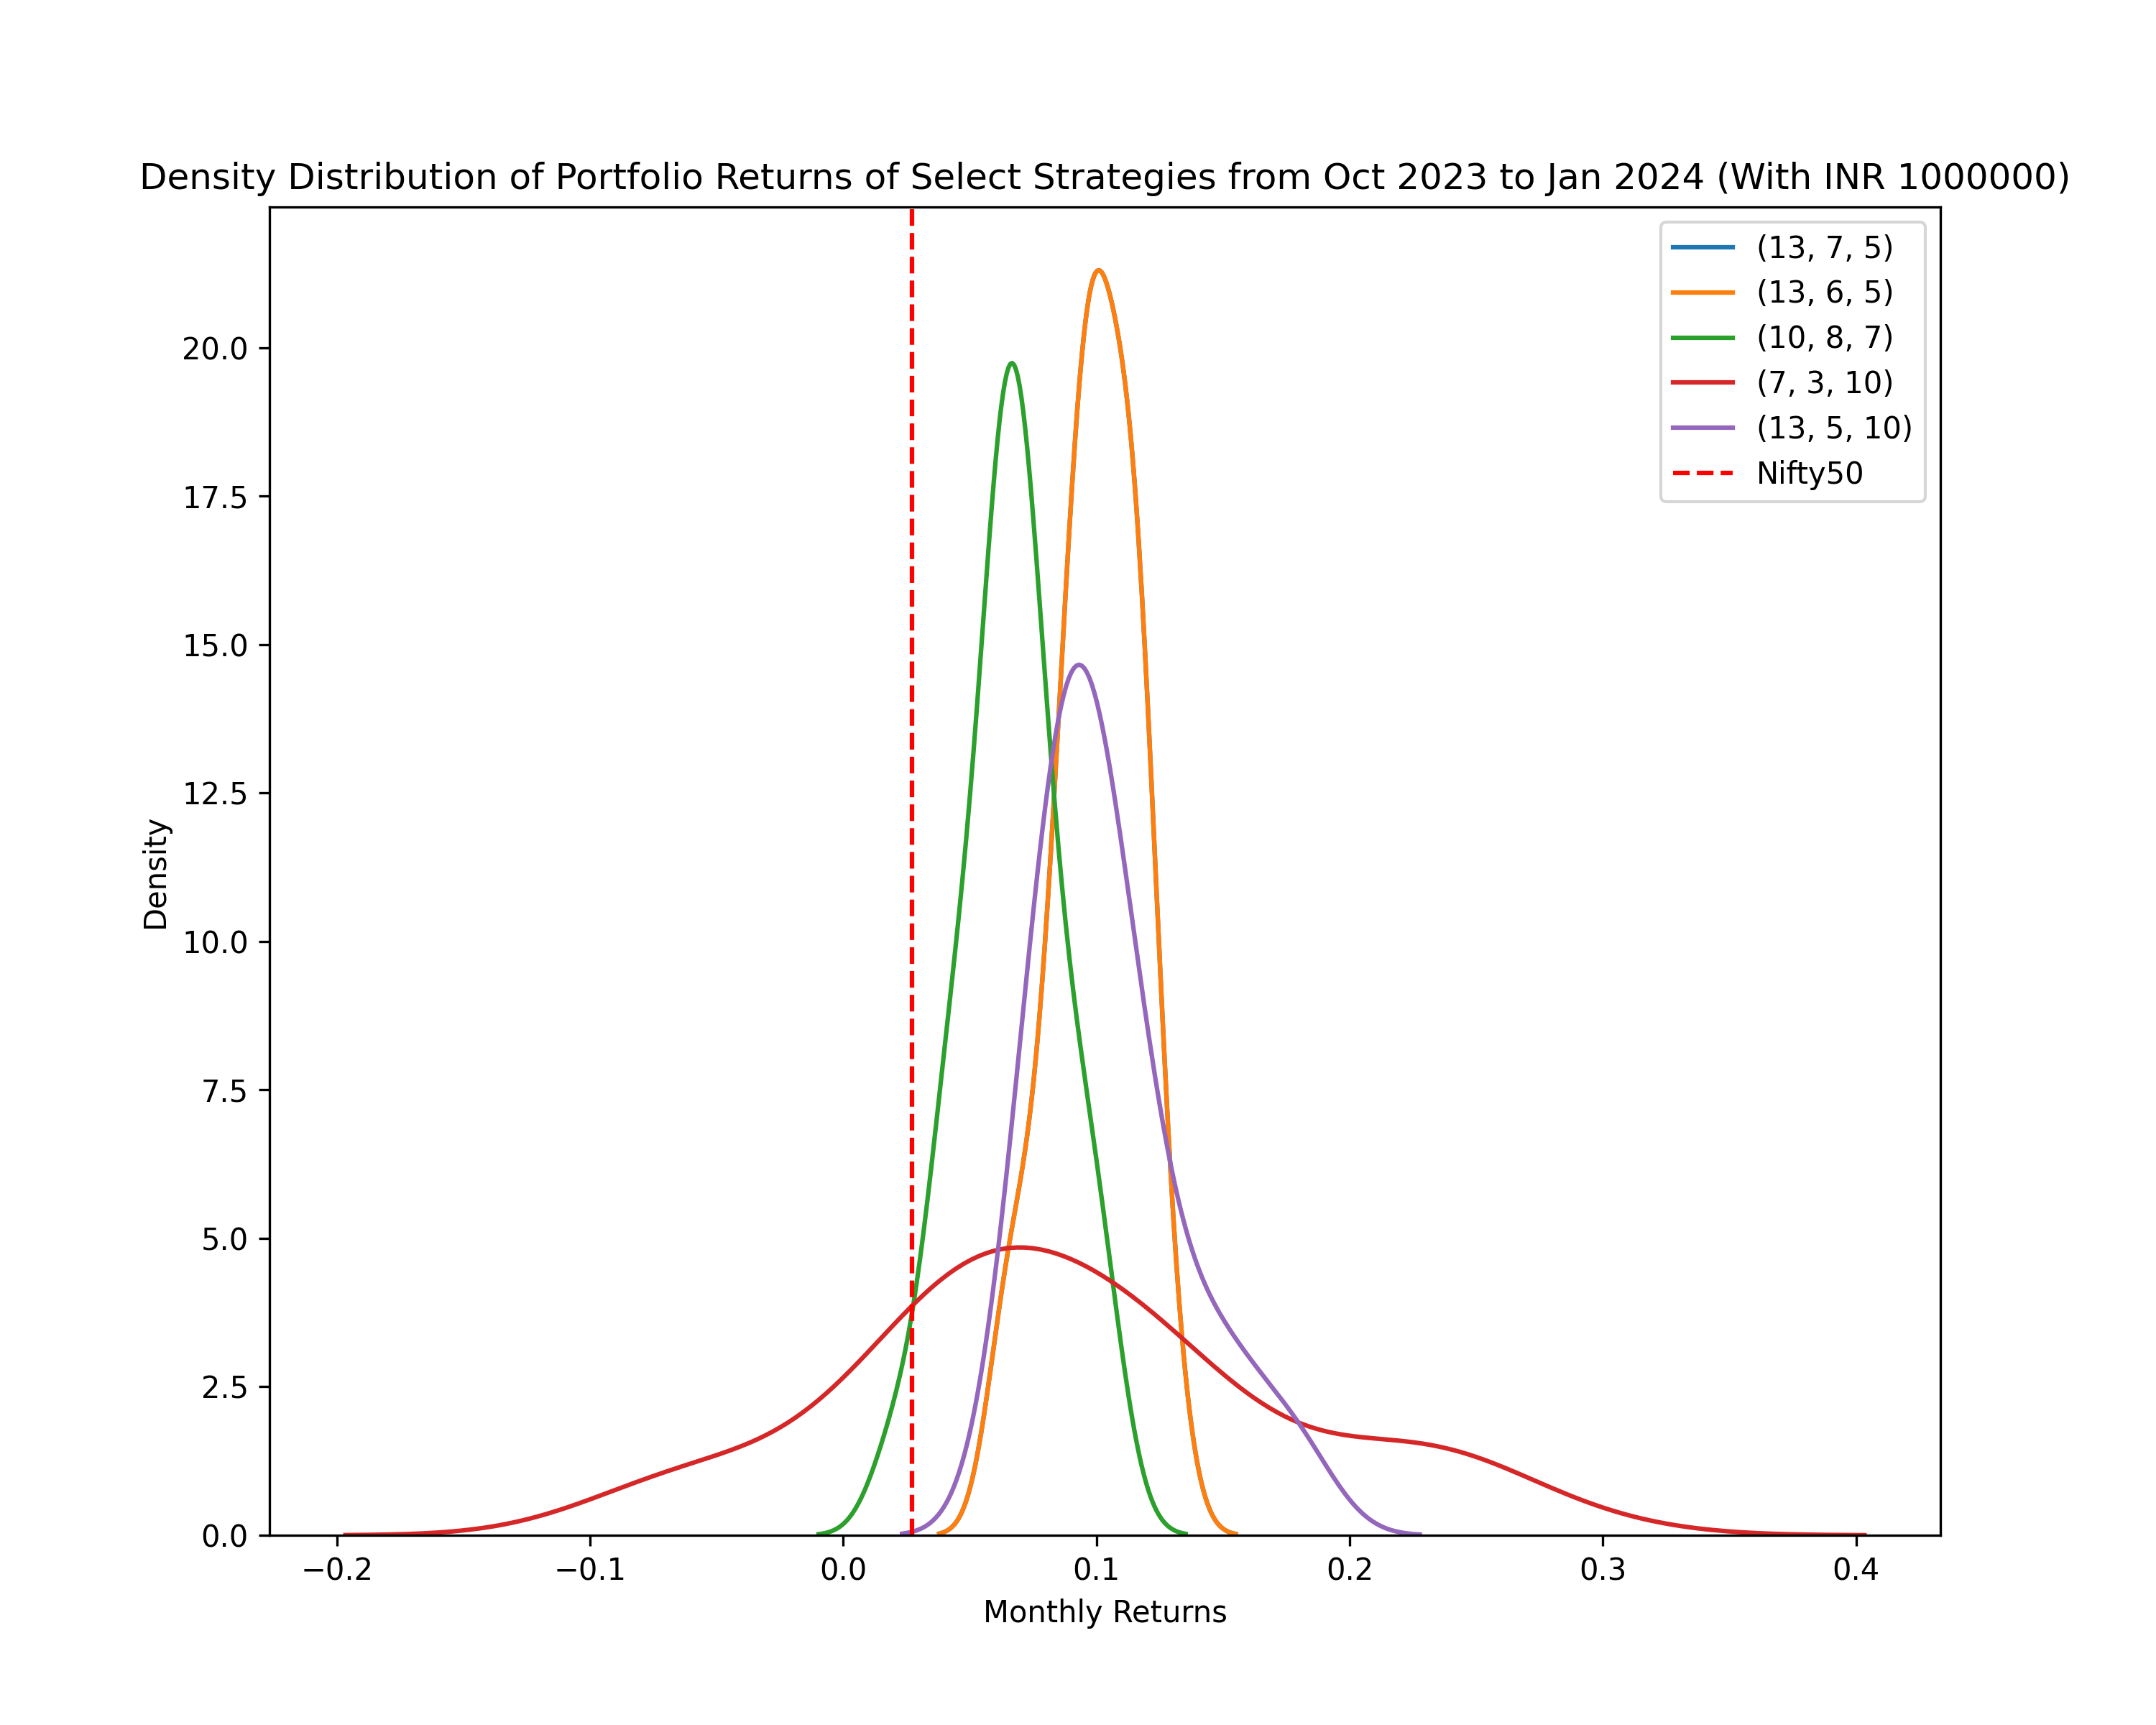 Density Distribution of Portfolio Returns of Select Strategies from Oct 2023 to Jan 2024 (With INR 1000000)
(13, 7, 5)
(13, 6, 5)
(10, 8, 7)
(7, 3, 10)
(13, 5, 10)
Nifty50
20.0
17.5
15.0
12.5
10.0
7.5
5.0
2.5
0.0
Density
−0.2 −0.1 0.0 0.1 0.2 0.3 0.4
Monthly Returns